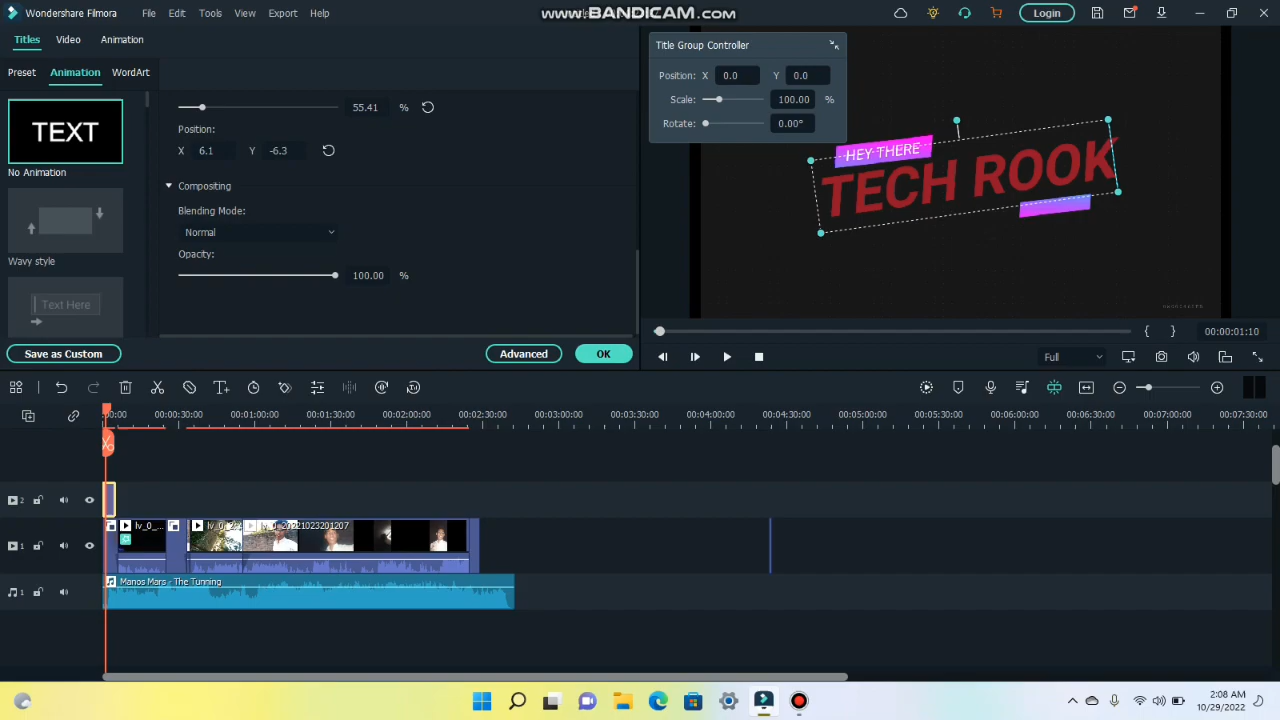 Wondershare Filmora
File
Edit
Tools
View
Export
Help
www.BANDICAM.com
Login
Titles
Video
Animation
Preset
Animation
WordArt
TEXT
No Animation
Wavy style
Text Here
55.41 %
Position:
X 6.1 Y -6.3
Compositing
Blending Mode:
Normal
Opacity:
100.00 %
Save as Custom
Advanced
OK
Title Group Controller
Position: X 0.0 Y 0.0
Scale: 100.00 %
Rotate: 0.00°
HEY THERE
TECH ROOK
00:00:01:10
Full
00:00 00:00:30:00 00:01:00:00 00:01:30:00 00:02:00:00 00:02:30:00 00:03:00:00 00:03:30:00 00:04:00:00 00:04:30:00 00:05:00:00 00:05:30:00 00:06:00:00 00:06:30:00 00:07:00:00 00:07:30:00
2
1
lv_0_...
lv_0_20221023201207
1
Manos Mars - The Tunning
2:08 AM
10/29/2022